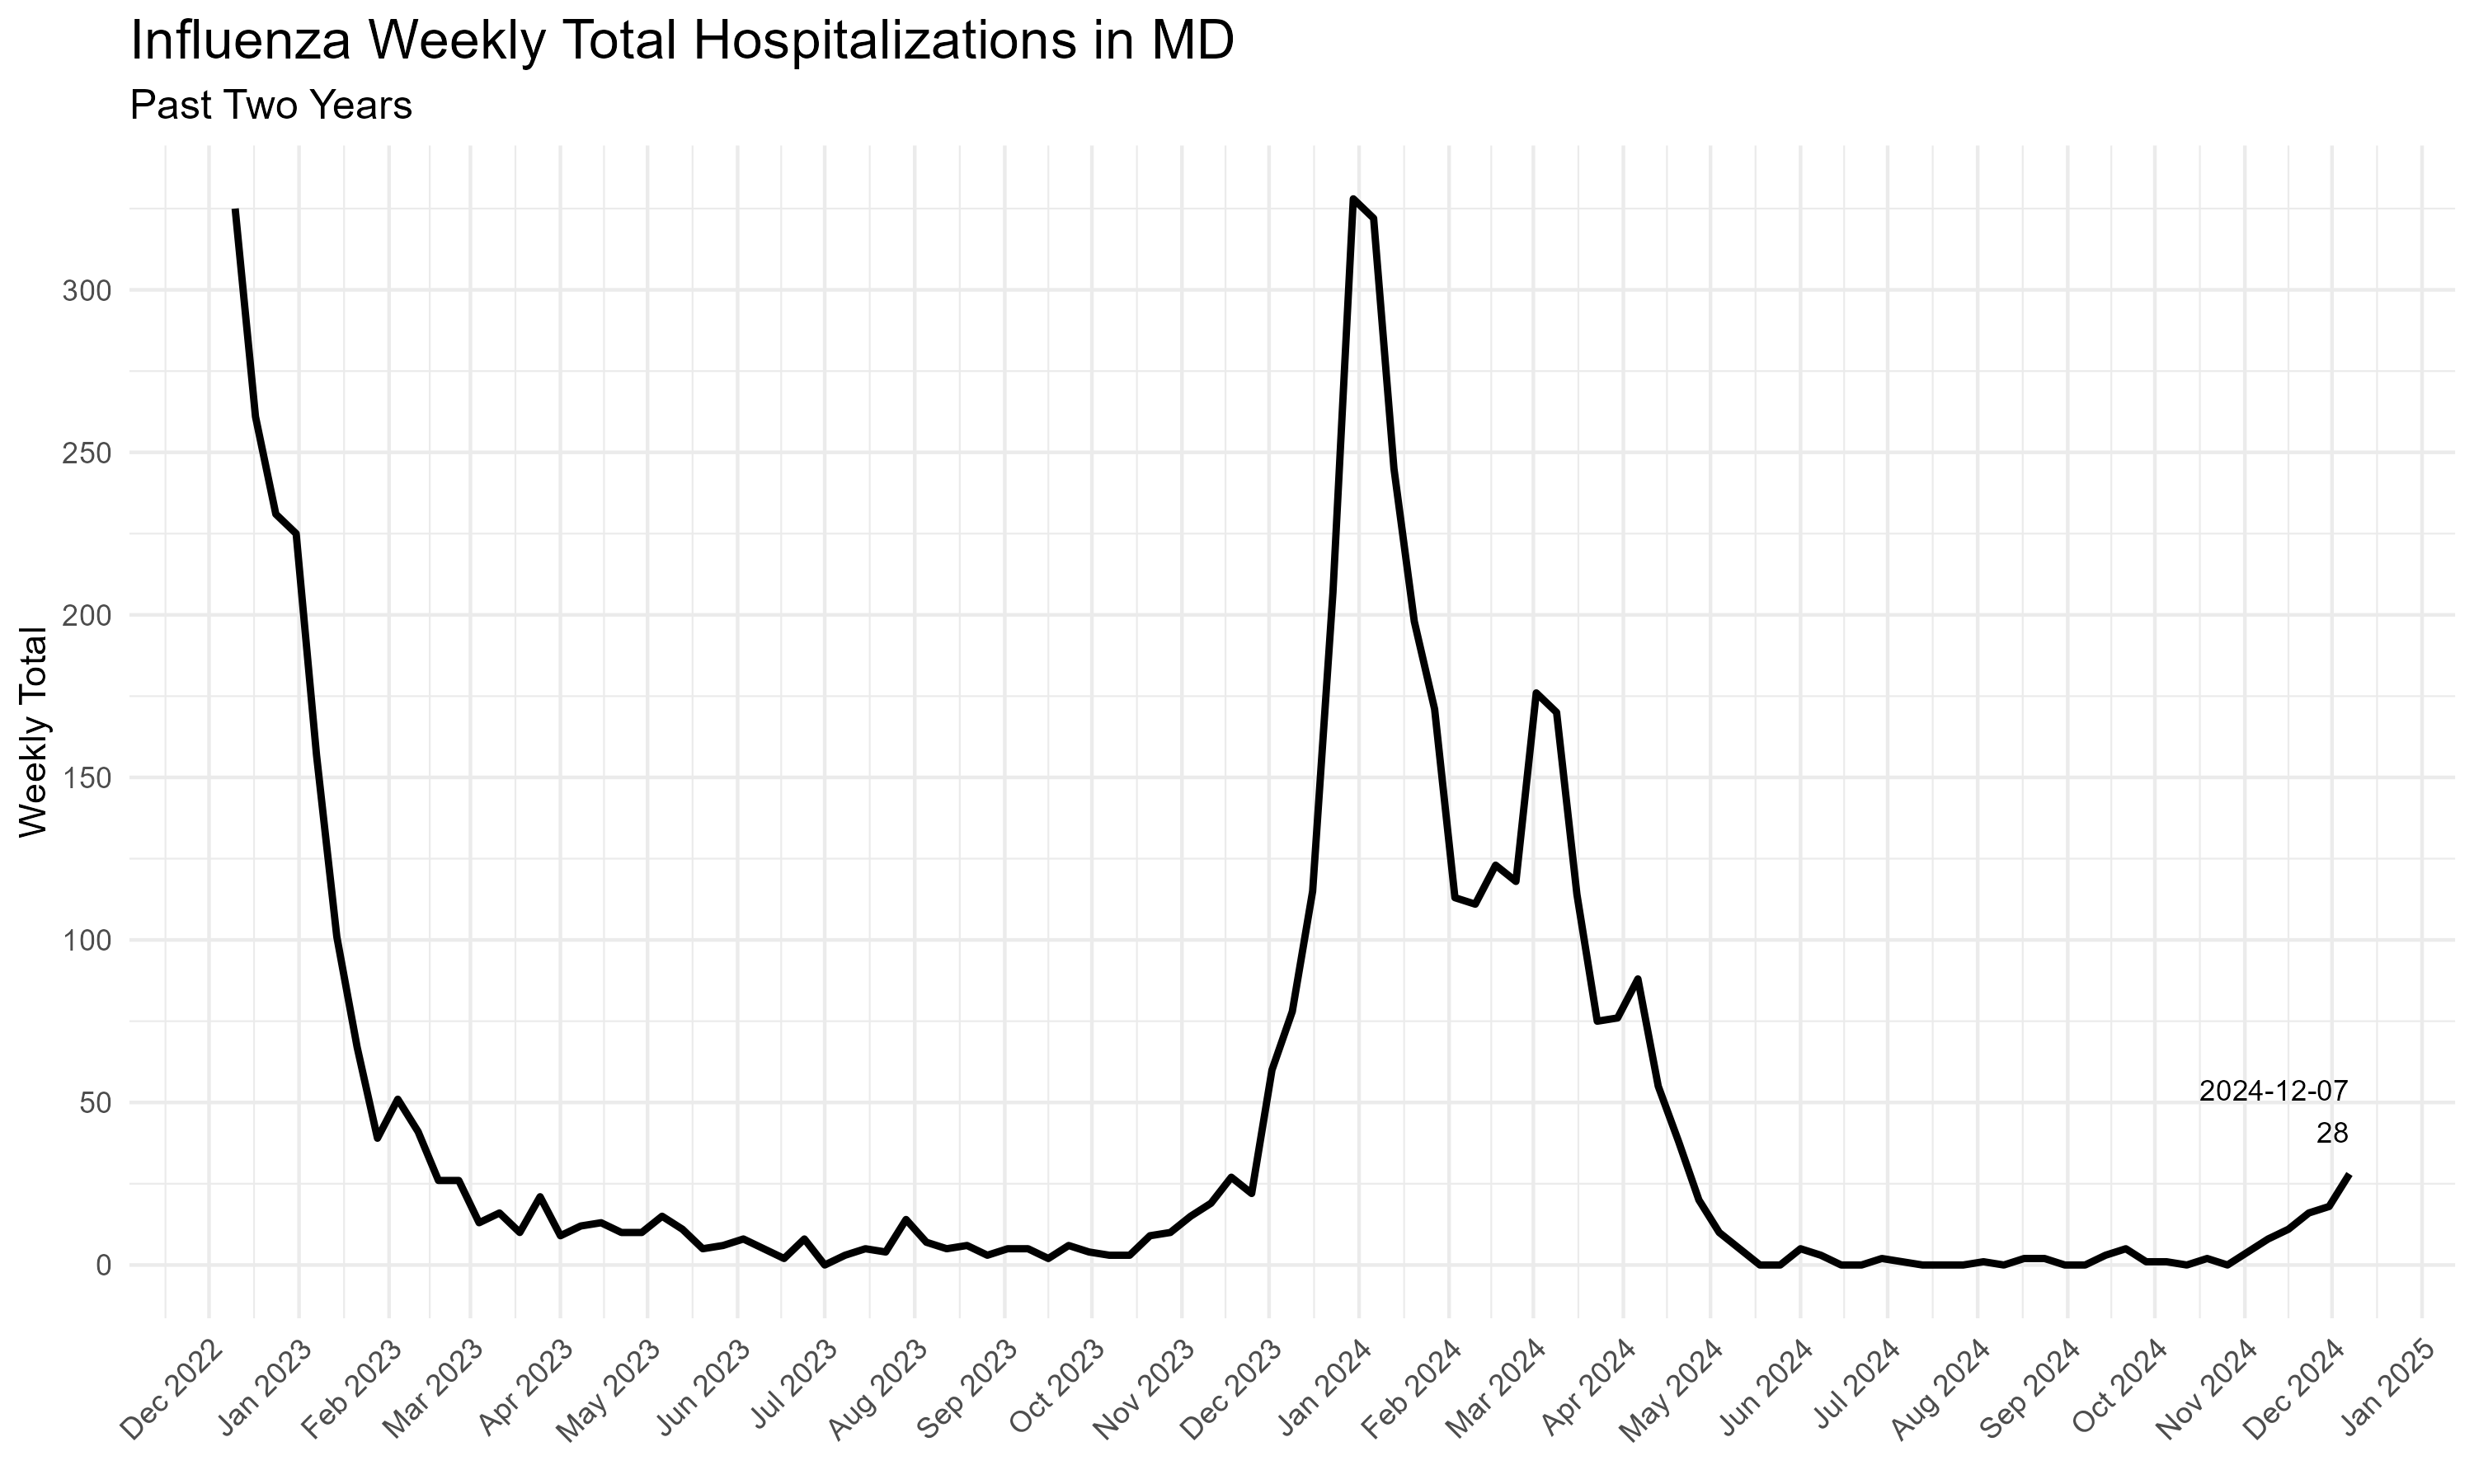 Influenza Weekly Total Hospitalizations in MD
Past Two Years
Weekly Total
300
250
200
150
100
50
0
2024-12-07
28
Dec 2022
Jan 2023
Feb 2023
Mar 2023
Apr 2023
May 2023
Jun 2023
Jul 2023
Aug 2023
Sep 2023
Oct 2023
Nov 2023
Dec 2023
Jan 2024
Feb 2024
Mar 2024
Apr 2024
May 2024
Jun 2024
Jul 2024
Aug 2024
Sep 2024
Oct 2024
Nov 2024
Dec 2024
Jan 2025